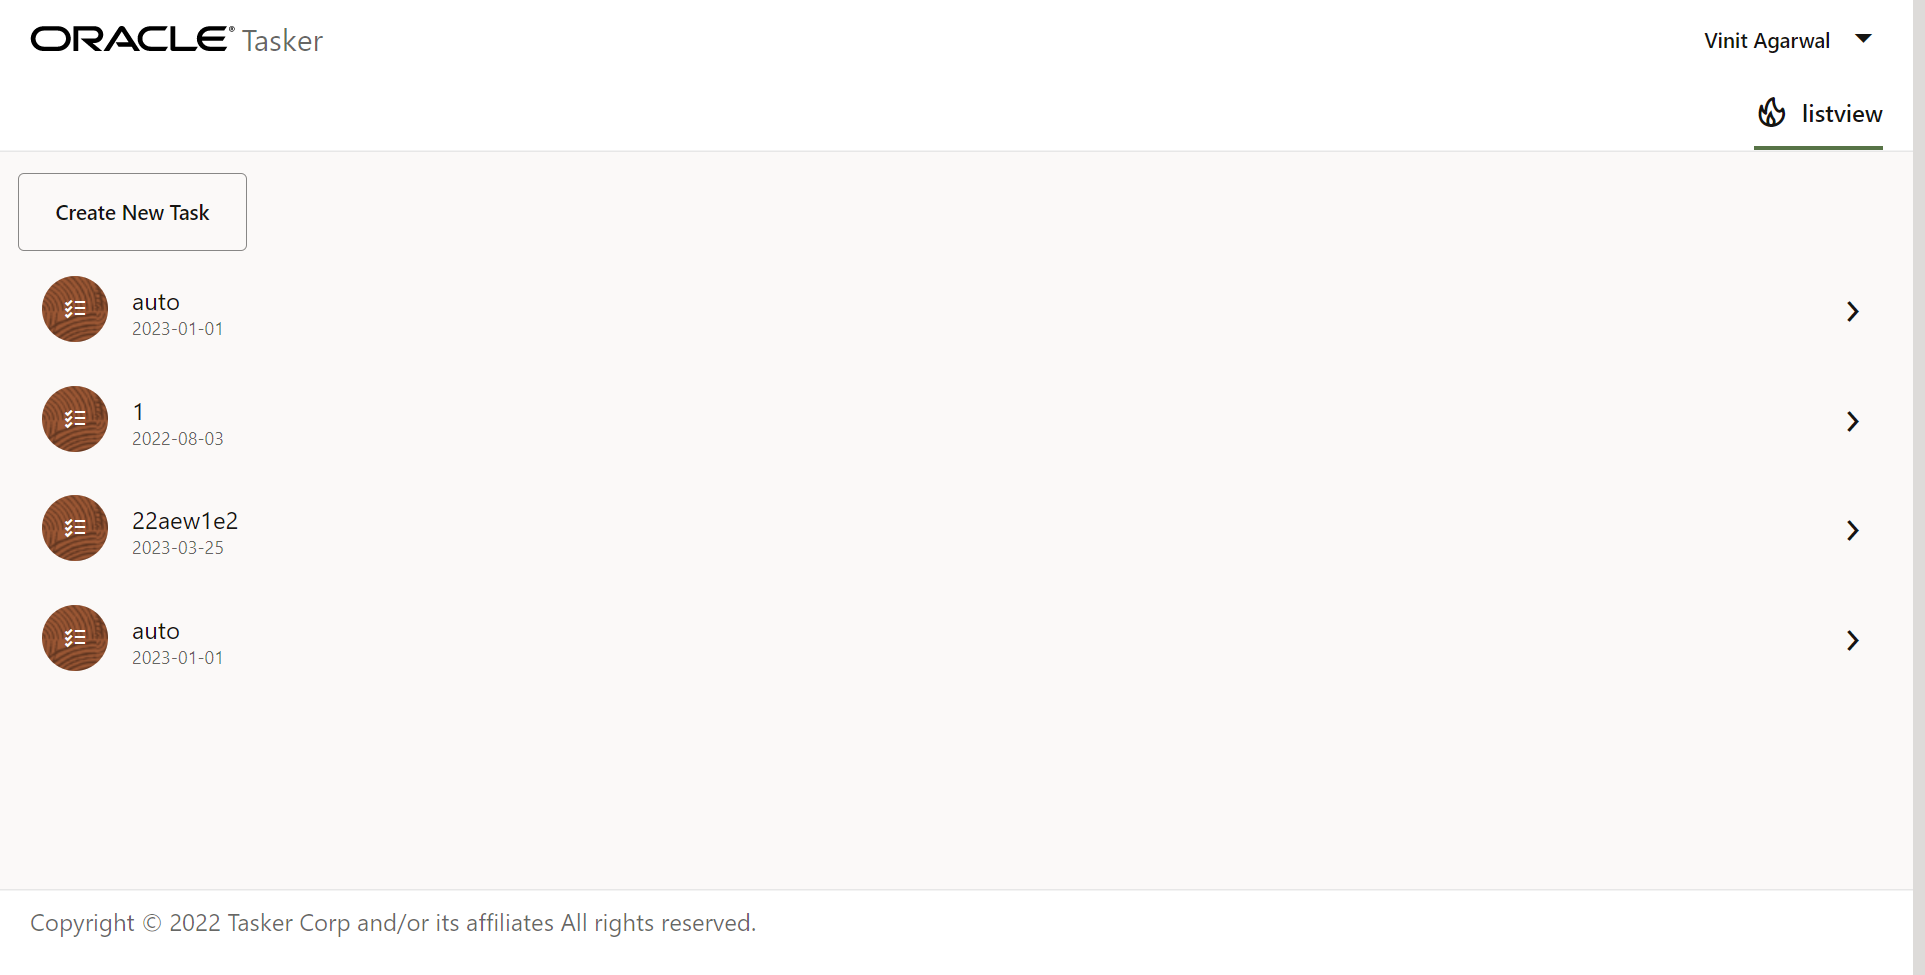 ORACLE® Tasker
Vinit Agarwal
listview
Create New Task
auto
2023-01-01
1
2022-08-03
22aew1e2
2023-03-25
auto
2023-01-01
Copyright © 2022 Tasker Corp and/or its affiliates All rights reserved.